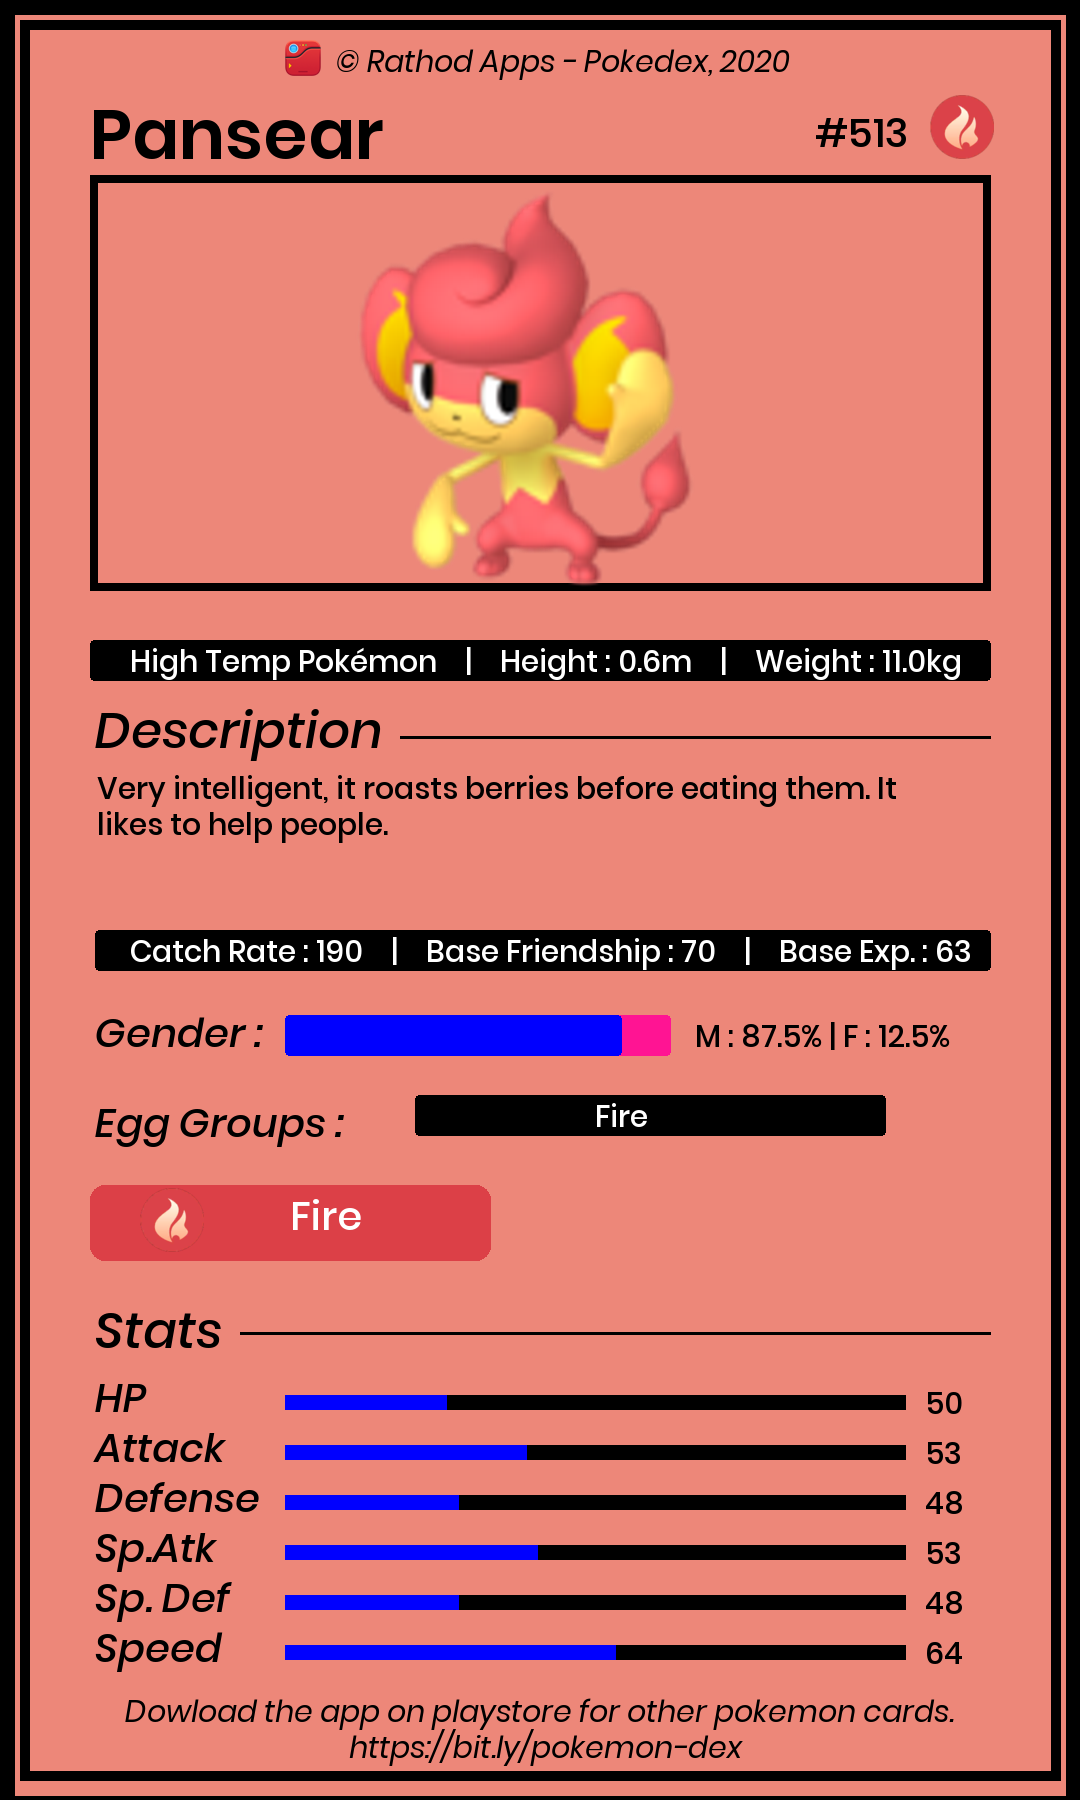 © Rathod Apps - Pokedex, 2020
Pansear
#513
High Temp Pokémon | Height : 0.6m | Weight : 11.0kg
Description
Very intelligent, it roasts berries before eating them. It
likes to help people.
Catch Rate : 190 | Base Friendship : 70 | Base Exp. : 63
Gender : M : 87.5% | F : 12.5%
Egg Groups : Fire
Fire
Stats
HP 50
Attack 53
Defense 48
Sp.Atk 53
Sp. Def 48
Speed 64
Dowload the app on playstore for other pokemon cards.
https://bit.ly/pokemon-dex